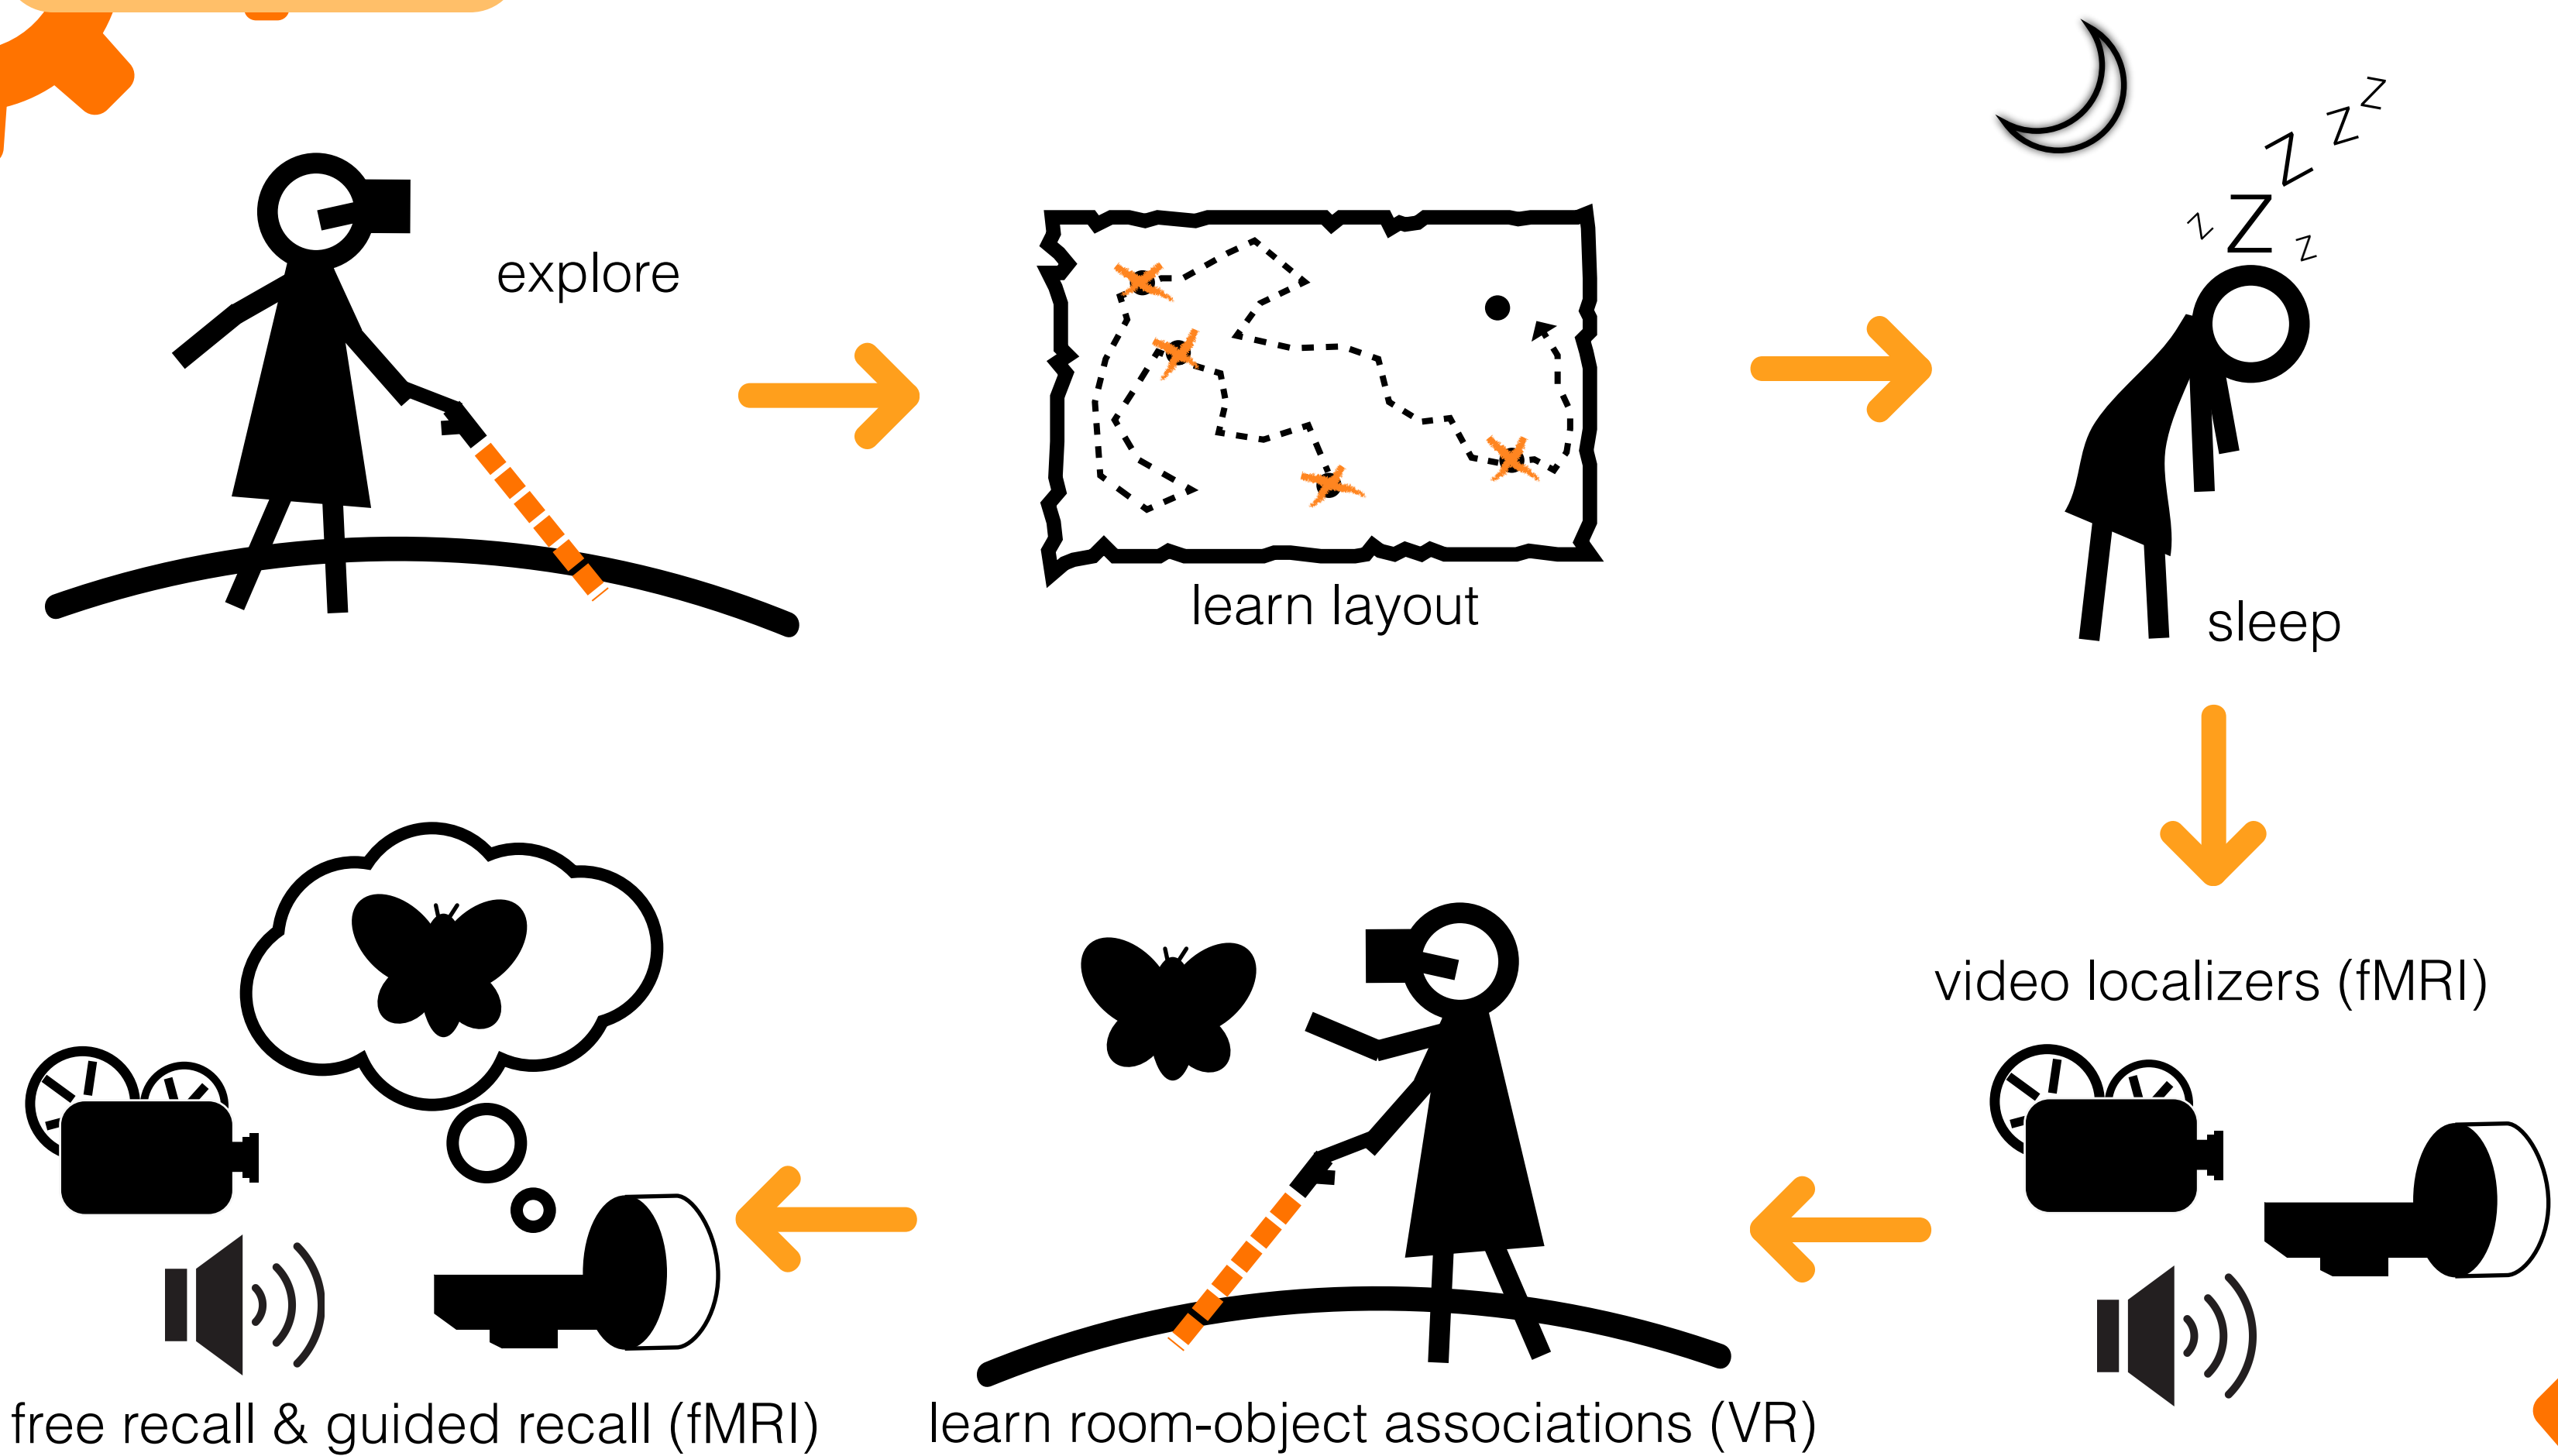 explore
learn layout
z Z z Z Z Z
sleep
video localizers (fMRI)
learn room-object associations (VR)
free recall & guided recall (fMRI)